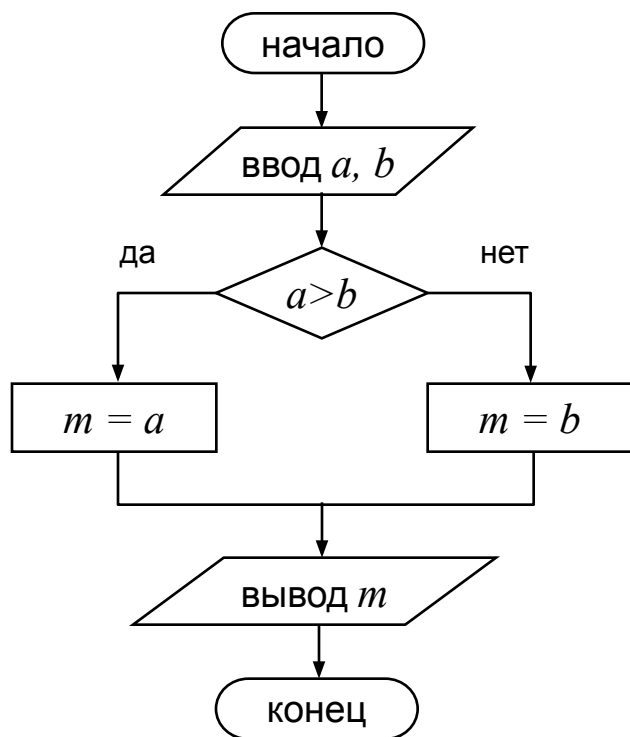 начало
ввод a, b
да
нет
a>b
m = a
m = b
вывод m
конец